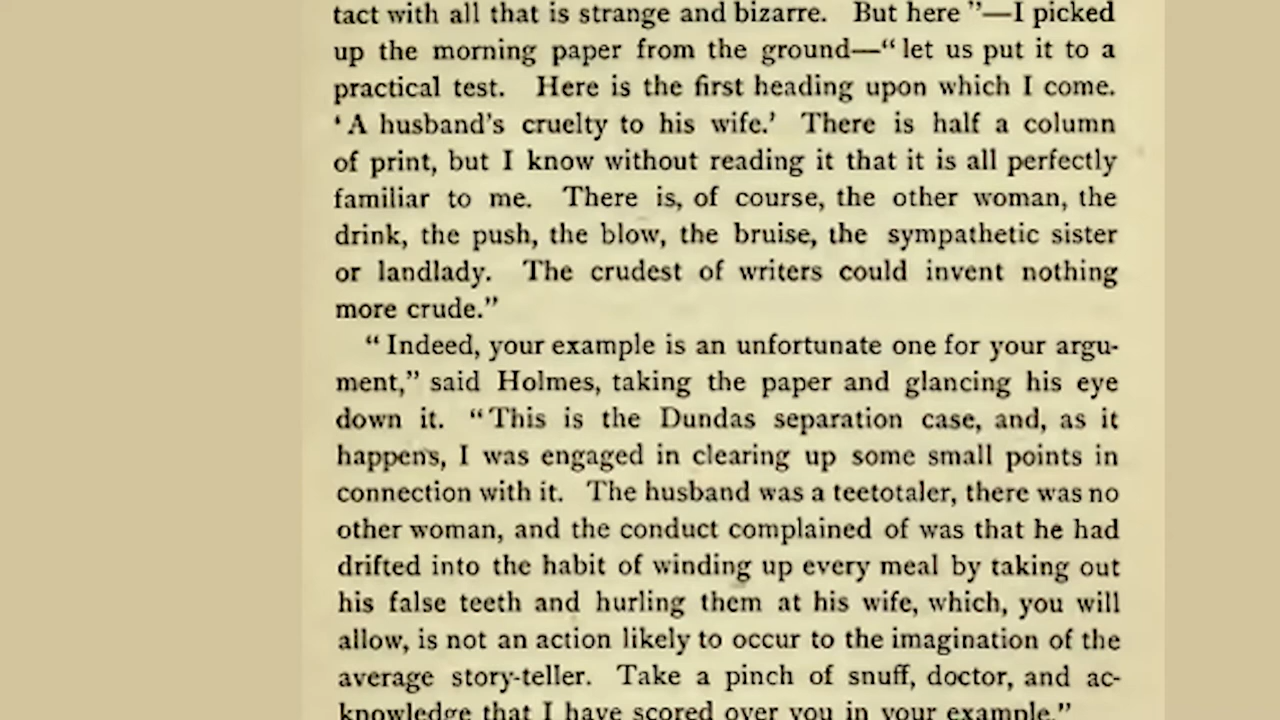 tact with all that is strange and bizarre. But here ”—I picked
up the morning paper from the ground—“ let us put it to a
practical test. Here is the first heading upon which I come.
‘ A husband’s cruelty to his wife.’ There is half a column
of print, but I know without reading it that it is all perfectly
familiar to me. There is, of course, the other woman, the
drink, the push, the blow, the bruise, the sympathetic sister
or landlady. The crudest of writers could invent nothing
more crude.”
“ Indeed, your example is an unfortunate one for your argu-
ment,” said Holmes, taking the paper and glancing his eye
down it. “ This is the Dundas separation case, and, as it
happens, I was engaged in clearing up some small points in
connection with it. The husband was a teetotaler, there was no
other woman, and the conduct complained of was that he had
drifted into the habit of winding up every meal by taking out
his false teeth and hurling them at his wife, which, you will
allow, is not an action likely to occur to the imagination of the
average story-teller. Take a pinch of snuff, doctor, and ac-
knowledge that I have scored over you in your example.”